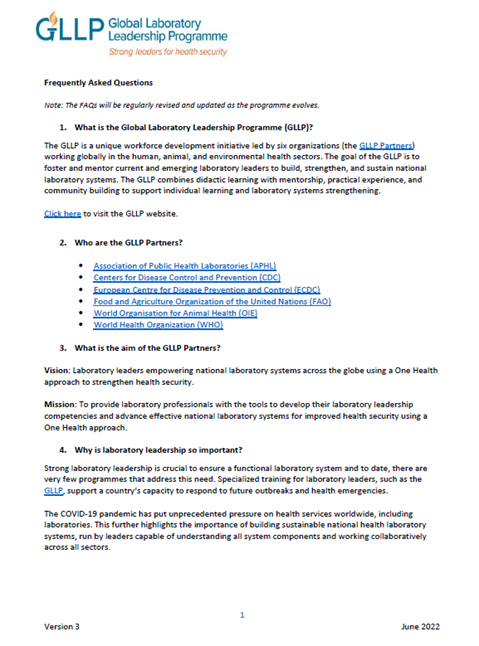 GLLP Global Laboratory
Leadership Programme
Strong leaders for health security
Frequently Asked Questions
Note: The FAQs will be regularly revised and updated as the programme evolves.
1. What is the Global Laboratory Leadership Programme (GLLP)?
The GLLP is a unique workforce development initiative led by six organizations (the GLLP Partners)
working globally in the human, animal, and environmental health sectors. The goal of the GLLP is to
foster and mentor current and emerging laboratory leaders to build, strengthen, and sustain national
laboratory systems. The GLLP combines didactic learning with mentorship, practical experience, and
community building to support individual learning and laboratory systems strengthening.
Click here to visit the GLLP website.
2. Who are the GLLP Partners?
• Association of Public Health Laboratories (APHL)
• Centers for Disease Control and Prevention (CDC)
• European Centre for Disease Prevention and Control (ECDC)
• Food and Agriculture Organization of the United Nations (FAO)
• World Organisation for Animal Health (OIE)
• World Health Organization (WHO)
3. What is the aim of the GLLP Partners?
Vision: Laboratory leaders empowering national laboratory systems across the globe using a One Health
approach to strengthen health security.
Mission: To provide laboratory professionals with the tools to develop their laboratory leadership
competencies and advance effective national laboratory systems for improved health security using a
One Health approach.
4. Why is laboratory leadership so important?
Strong laboratory leadership is crucial to ensure a functional laboratory system and to date, there are
very few programmes that address this need. Specialized training for laboratory leaders, such as the
GLLP, support a country's capacity to respond to future outbreaks and health emergencies.
The COVID-19 pandemic has put unprecedented pressure on health services worldwide, including
laboratories. This further highlights the importance of building sustainable national health laboratory
systems, run by leaders capable of understanding all system components and working collaboratively
across all sectors.
1
Version 3 June 2022